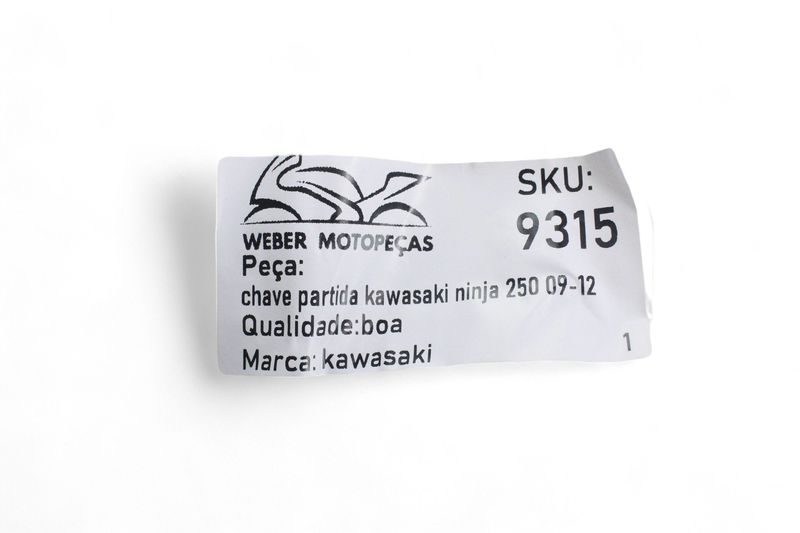 WEBER MOTOPEÇAS
SKU:
9315
Peça:
chave partida kawasaki ninja 250 09-12
Qualidade:boa
Marca: kawasaki
1